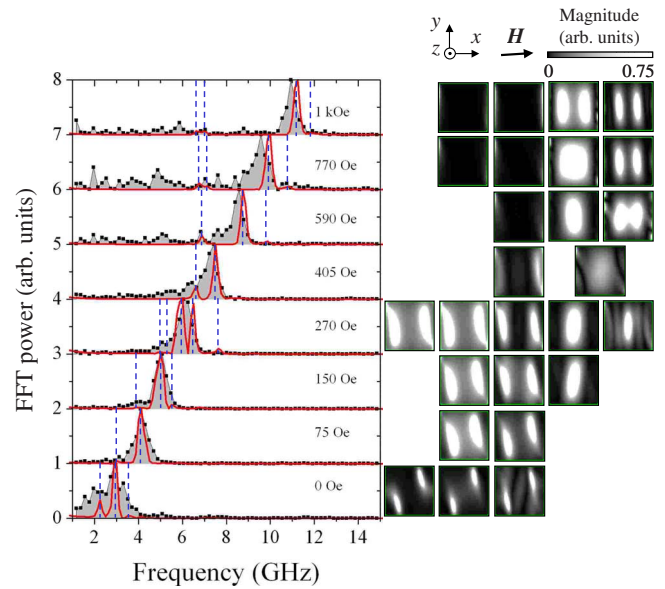 y
z x
H
Magnitude
(arb. units)
0 0.75
8
1 kOe
7
770 Oe
6
590 Oe
5
405 Oe
4
270 Oe
3
150 Oe
2
75 Oe
1
0 Oe
0
FFT power (arb. units)
2 4 6 8 10 12 14
Frequency (GHz)